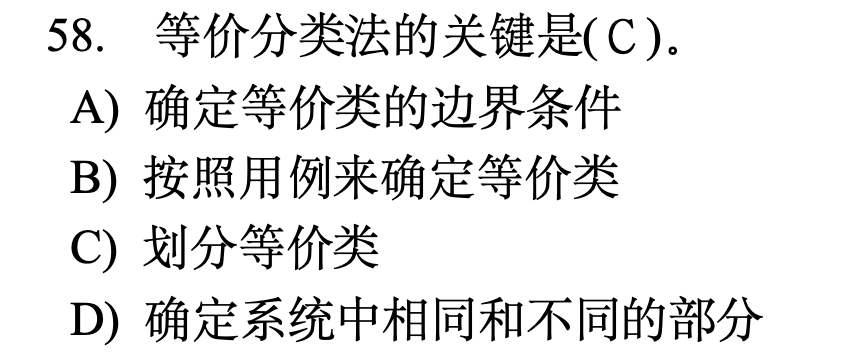 58. 等价分类法的关键是( C )。
A) 确定等价类的边界条件
B) 按照用例来确定等价类
C) 划分等价类
D) 确定系统中相同和不同的部分